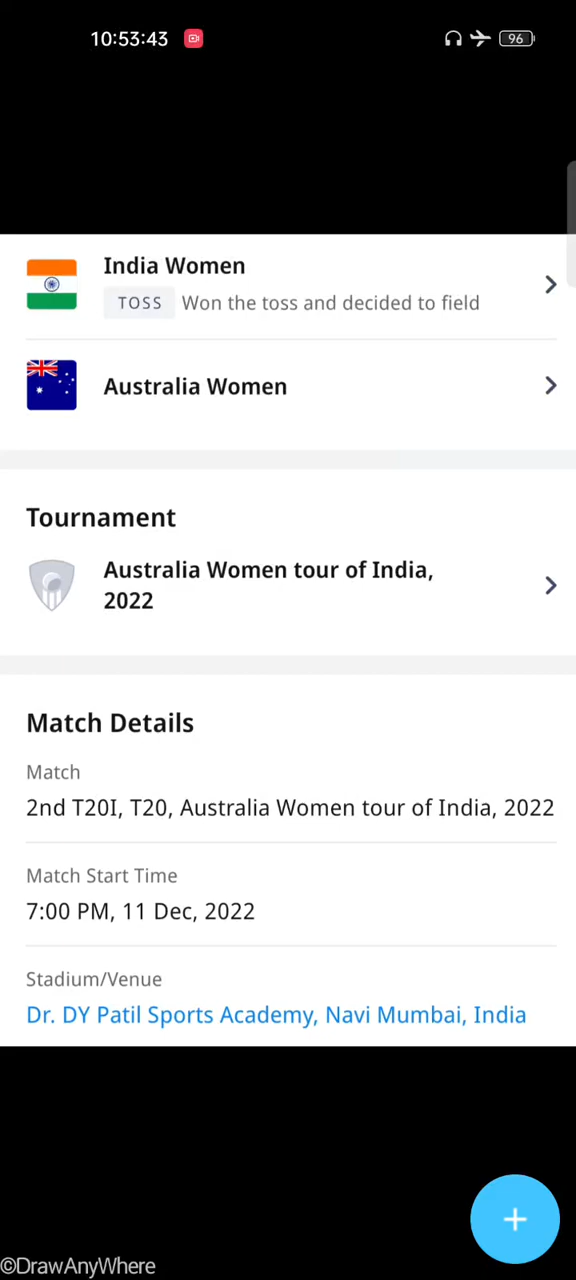 10:53:43
96
India Women
TOSS Won the toss and decided to field
Australia Women
Tournament
Australia Women tour of India,
2022
Match Details
Match
2nd T20I, T20, Australia Women tour of India, 2022
Match Start Time
7:00 PM, 11 Dec, 2022
Stadium/Venue
Dr. DY Patil Sports Academy, Navi Mumbai, India
©DrawAnyWhere